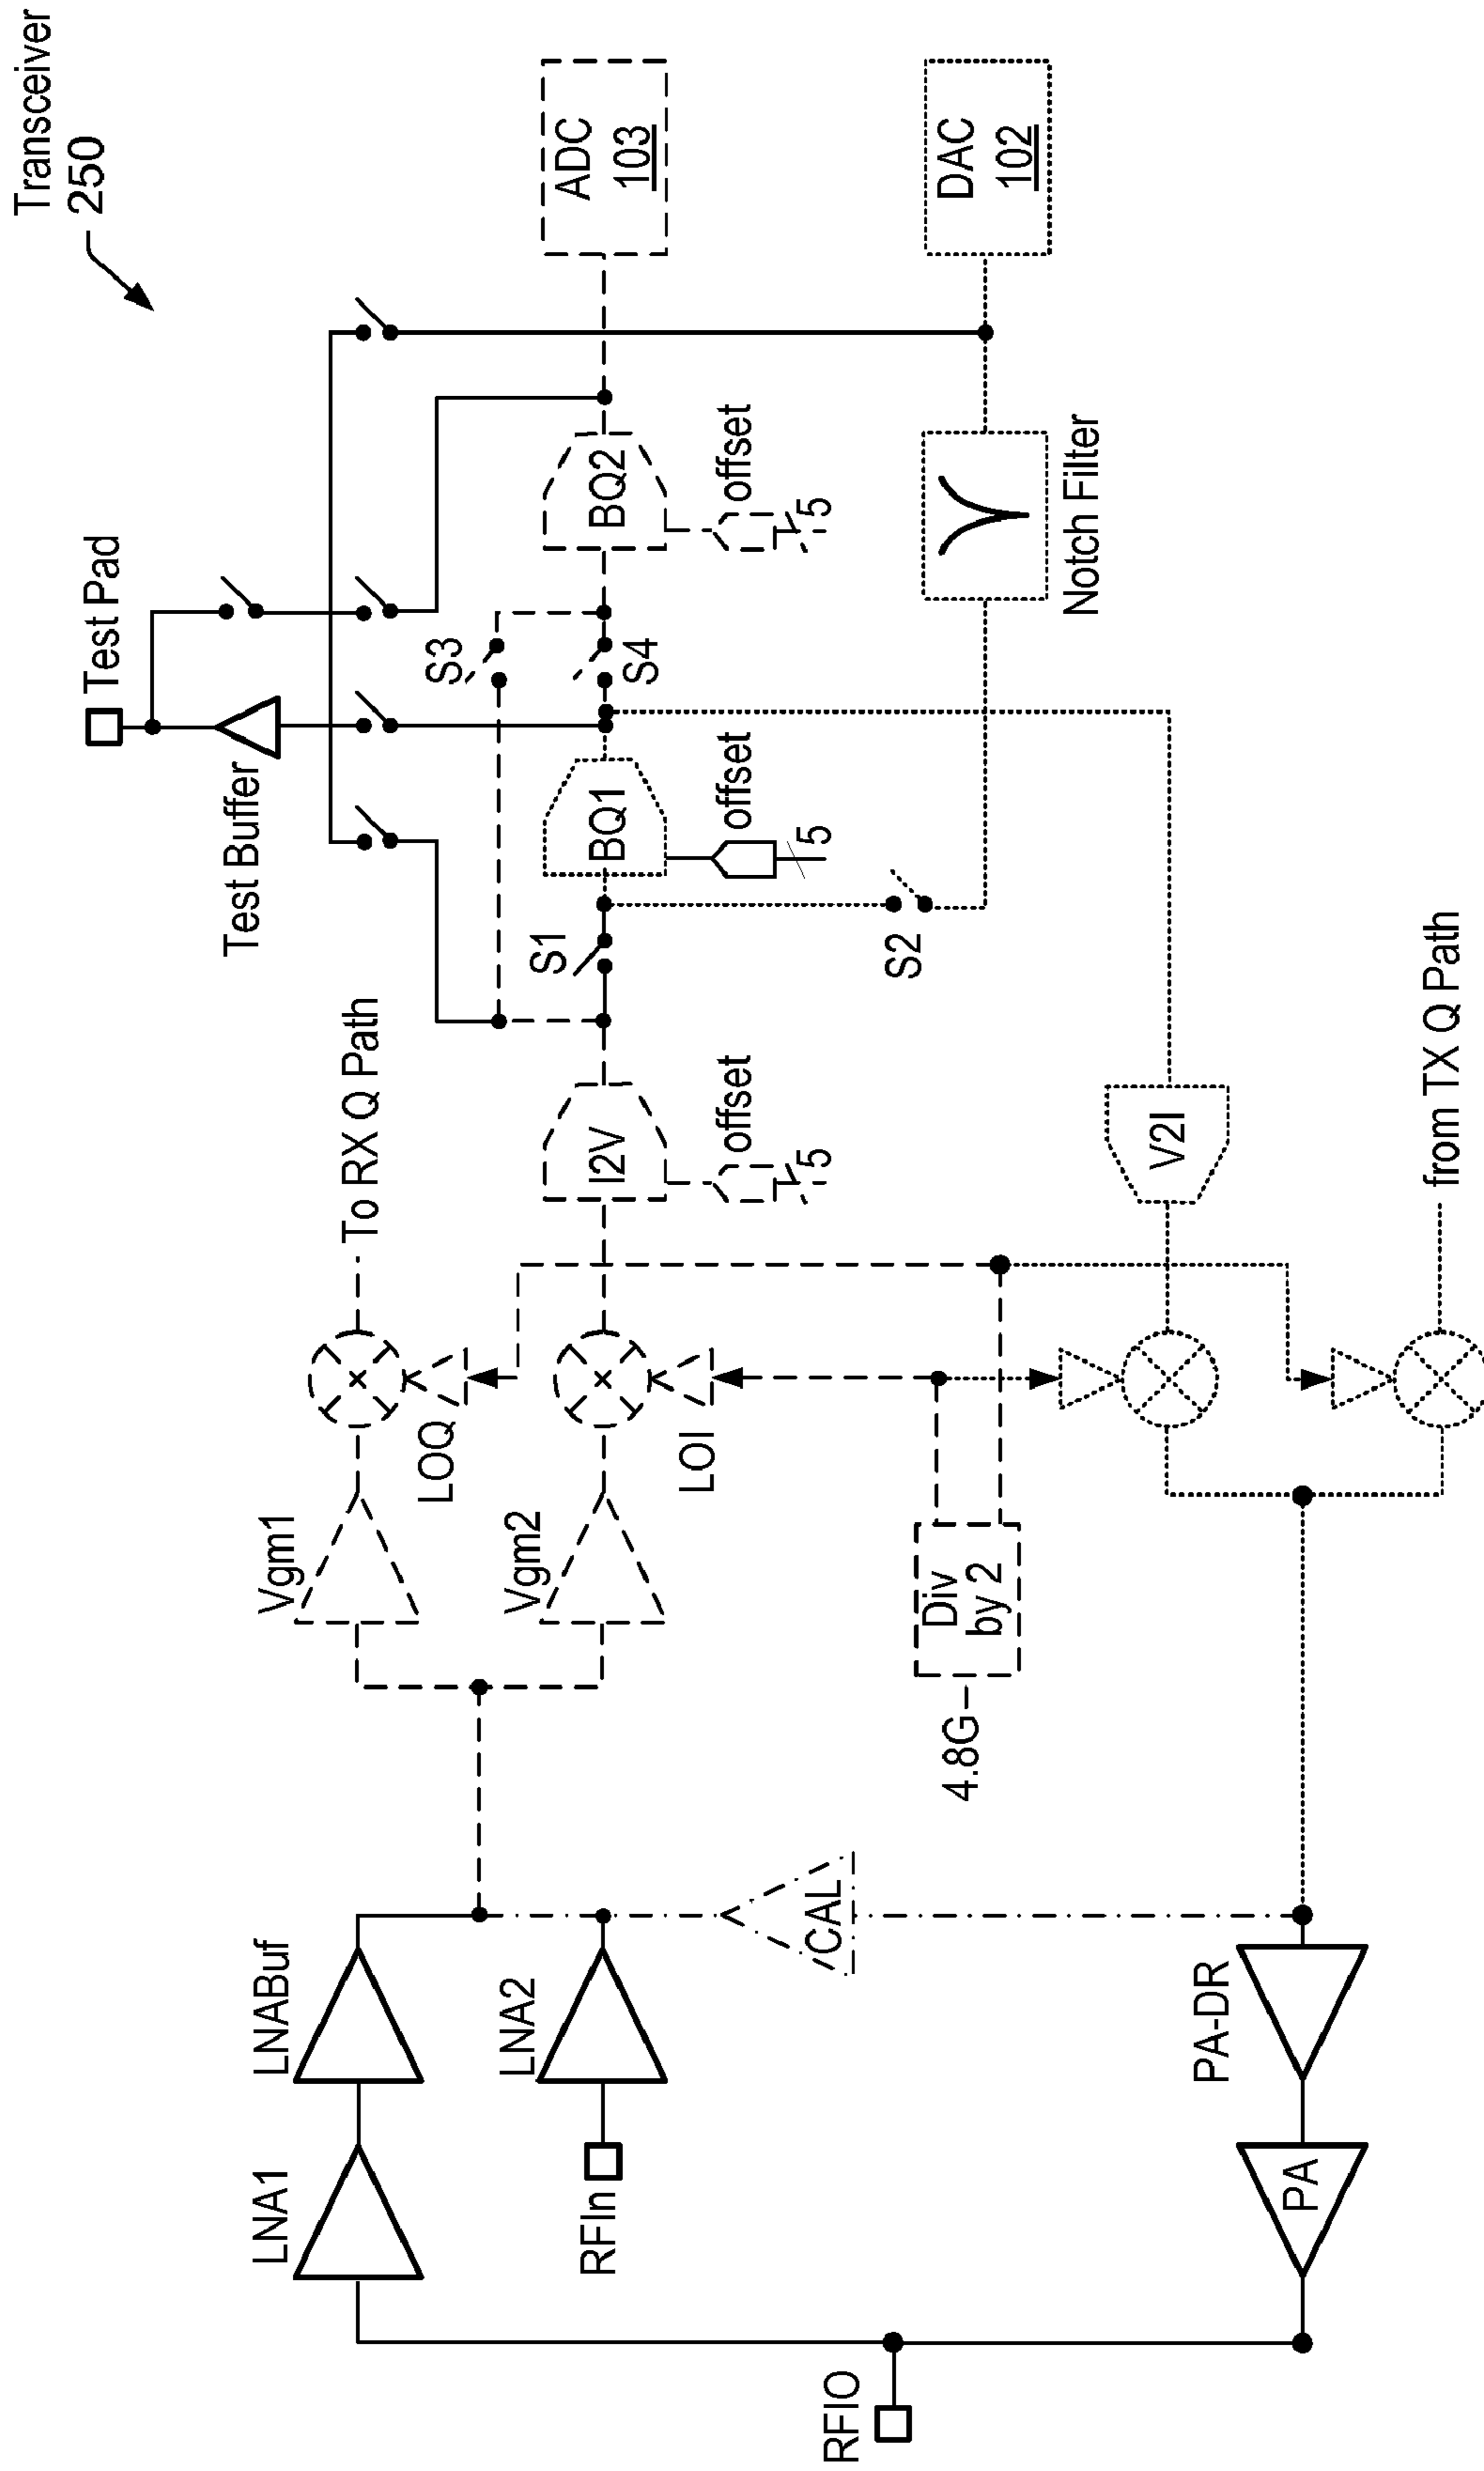 Transceiver
250
Test Pad
Test Buffer
To RX Q Path
Vgm1
LOQ
LNABuf
LNA1
S3
ADC
103
BQ2
offset
5
S4
BQ1
offset
5
S1
I2V
offset
5
Vgm2
LOI
LNA2
RFIn
S2
DAC
102
Notch Filter
Div
by 2
4.8G
CAL
RFIO
V2I
from TX Q Path
PA-DR
PA